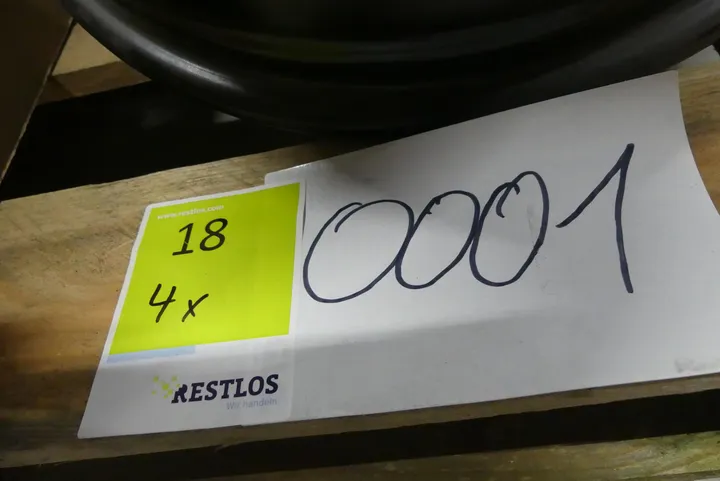 www.restlos.com
18
4x
RESTLOS
Wir handeln.
0001